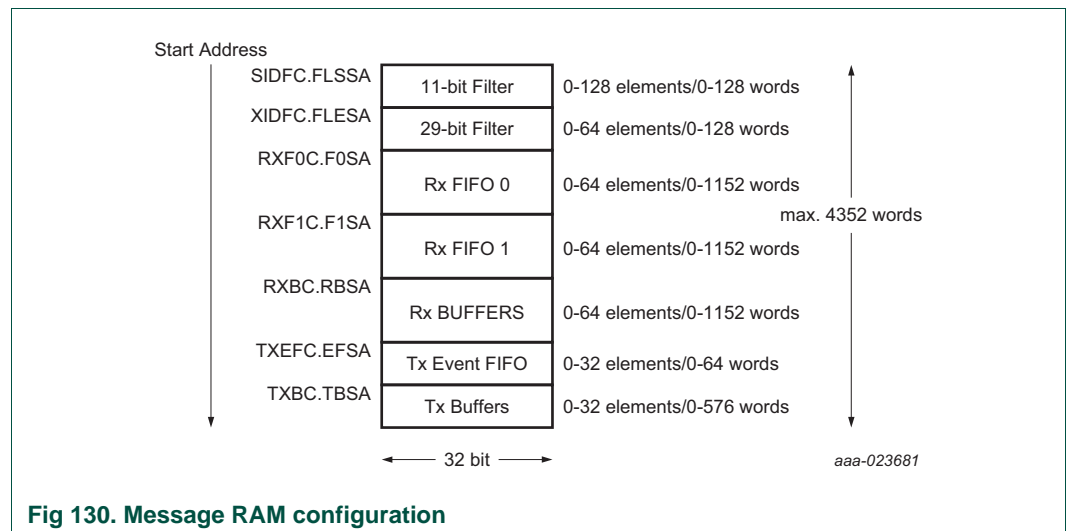 Start Address
SIDFC.FLSSA
11-bit Filter
0-128 elements/0-128 words
XIDFC.FLESA
29-bit Filter
0-64 elements/0-128 words
RXF0C.F0SA
Rx FIFO 0
0-64 elements/0-1152 words
max. 4352 words
RXF1C.F1SA
Rx FIFO 1
0-64 elements/0-1152 words
RXBC.RBSA
Rx BUFFERS
0-64 elements/0-1152 words
TXEFC.EFSA
Tx Event FIFO
0-32 elements/0-64 words
TXBC.TBSA
Tx Buffers
0-32 elements/0-576 words
32 bit
aaa-023681
Fig 130. Message RAM configuration